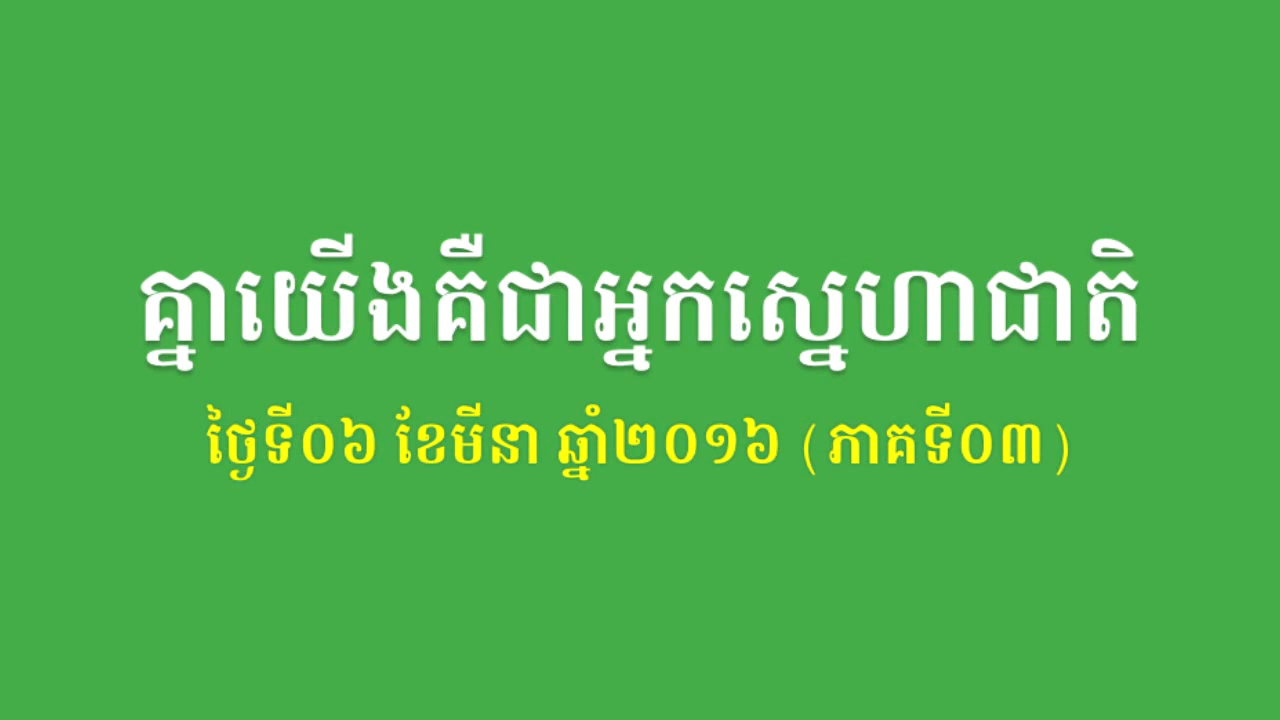 គ្នាយើងគឺជាអ្នកស្នេហាជាតិ
ថ្ងៃទី០៦ ខែមីនា ឆ្នាំ២០១៦ (ភាគទី០៣)